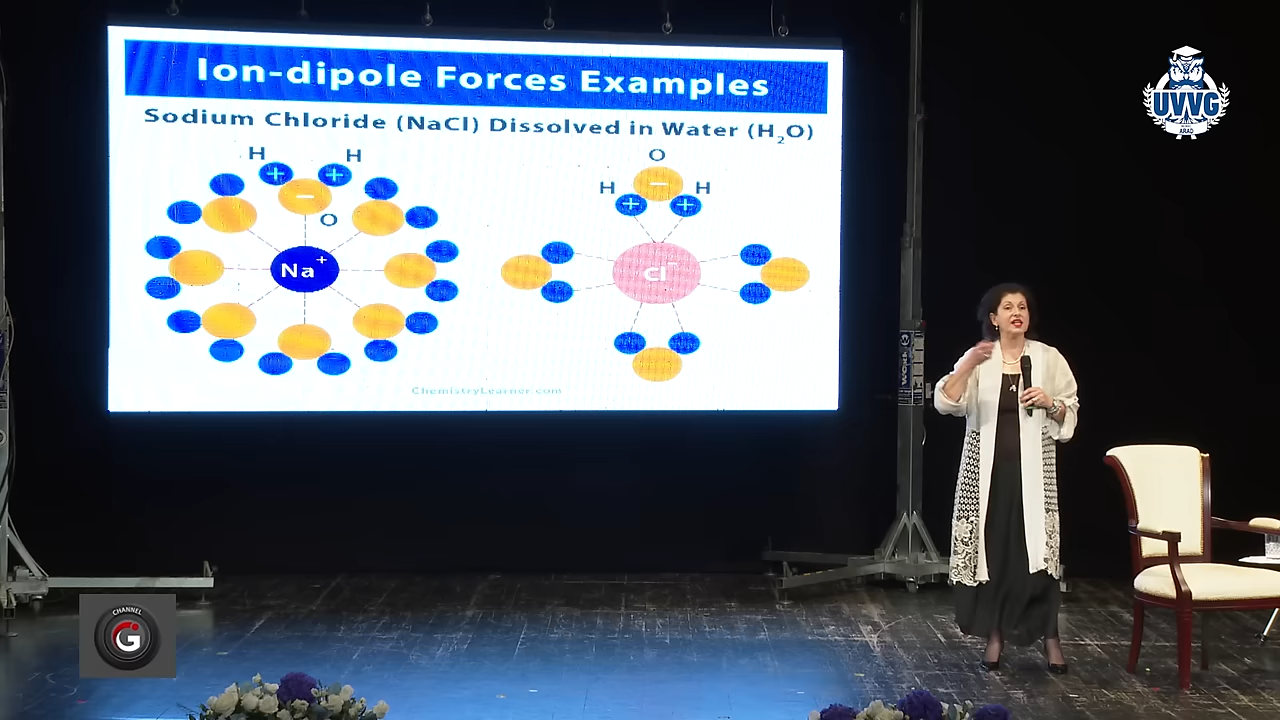 Ion-dipole Forces Examples
Sodium Chloride (NaCl) Dissolved in Water (H₂O)
H H
O
Na+
O
H H
Cl-
ChemistryLearner.com
UVVG
ARAD
CHANNEL
G